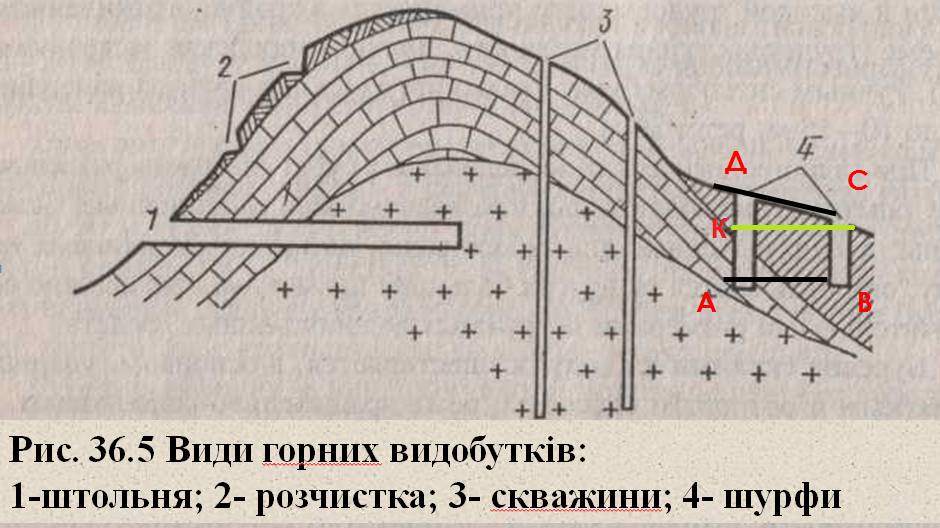 2
3
4
Д
С
1
К
А
В
Рис. 36.5 Види горних видобутків:
1-штольня; 2- розчистка; 3- скважини; 4- шурфи